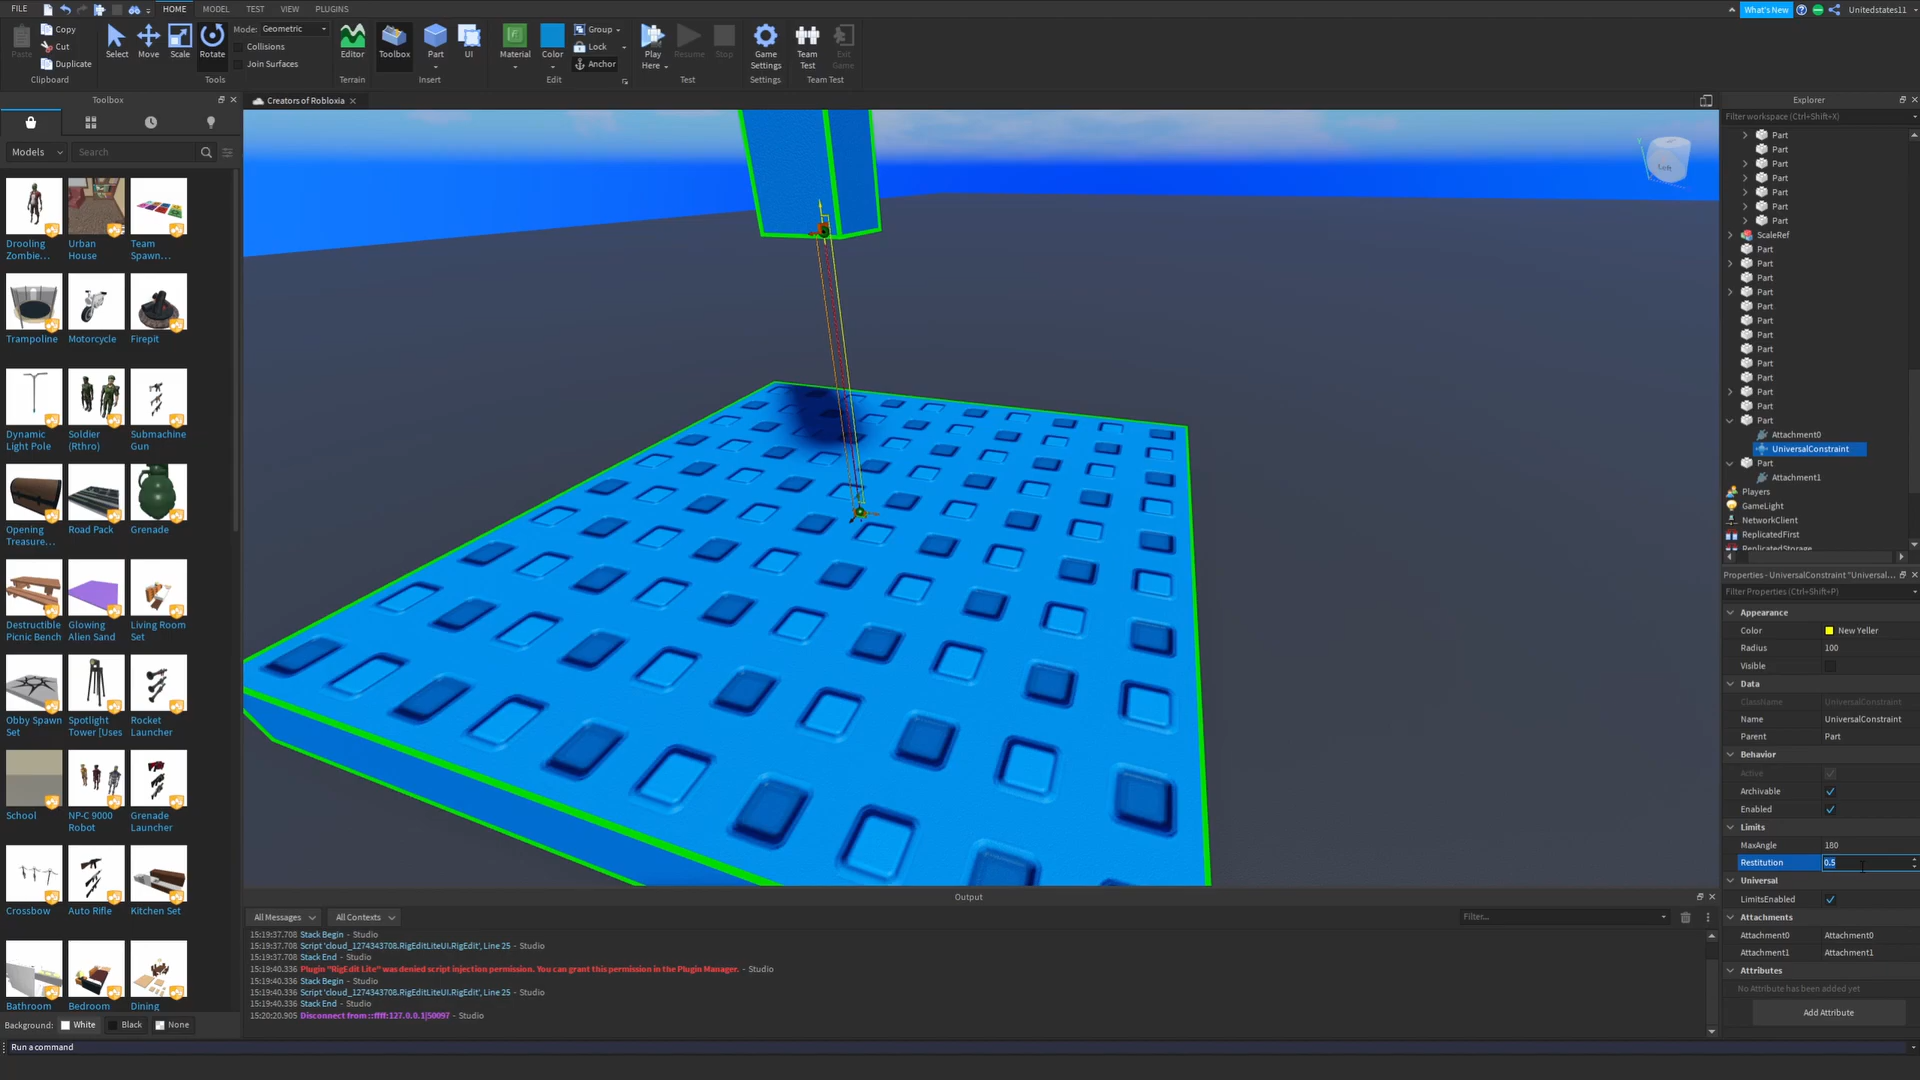 FILE
HOME
MODEL
TEST
VIEW
PLUGINS
What's New
Unitedstates11
Paste
Copy
Cut
Duplicate
Clipboard
Select
Move
Scale
Rotate
Mode: Geometric
Collisions
Join Surfaces
Tools
Editor
Terrain
Toolbox
Part
UI
Insert
Material
Color
Group
Lock
Anchor
Edit
Play
Here
Resume
Stop
Test
Game
Settings
Settings
Team
Test
Exit
Game
Team Test
Toolbox
Models
Search
Drooling
Zombie...
Urban
House
Team
Spawn...
Trampoline
Motorcycle
Firepit
Dynamic
Light Pole
Soldier
(Rthro)
Submachine
Gun
Opening
Treasure...
Road Pack
Grenade
Destructible
Picnic Bench
Glowing
Alien Sand
Living Room
Set
Obby Spawn
Set
Spotlight
Tower [Uses
Rocket
Launcher
School
NP-C 9000
Robot
Grenade
Launcher
Crossbow
Auto Rifle
Kitchen Set
Bathroom
Bedroom
Dining
Background:
White
Black
None
Creators of Robloxia
Left
Output
All Messages
All Contexts
Filter...
15:19:37.708 Stack Begin - Studio
15:19:37.708 Script 'cloud_1274343708.RigEditLiteUI.RigEdit', Line 25 - Studio
15:19:37.708 Stack End - Studio
15:19:40.336 Plugin "RigEdit Lite" was denied script injection permission. You can grant this permission in the Plugin Manager. - Studio
15:19:40.336 Stack Begin - Studio
15:19:40.336 Script 'cloud_1274343708.RigEditLiteUI.RigEdit', Line 25 - Studio
15:19:40.336 Stack End - Studio
15:20:20.905 Disconnect from ::ffff:127.0.0.1|50097 - Studio
Run a command
Explorer
Filter workspace (Ctrl+Shift+X)
Part
Part
Part
Part
Part
Part
Part
ScaleRef
Part
Part
Part
Part
Part
Part
Part
Part
Part
Part
Part
Part
Part
Attachment0
UniversalConstraint
Part
Attachment1
Players
GameLight
NetworkClient
ReplicatedFirst
ReplicatedStorage
Properties - UniversalConstraint "Universal...
Filter Properties (Ctrl+Shift+P)
Appearance
Color New Yeller
Radius 100
Visible
Data
ClassName UniversalConstraint
Name UniversalConstraint
Parent Part
Behavior
Active
Archivable
Enabled
Limits
MaxAngle 180
Restitution 0.5
Universal
LimitsEnabled
Attachments
Attachment0 Attachment0
Attachment1 Attachment1
Attributes
No Attribute has been added yet
Add Attribute